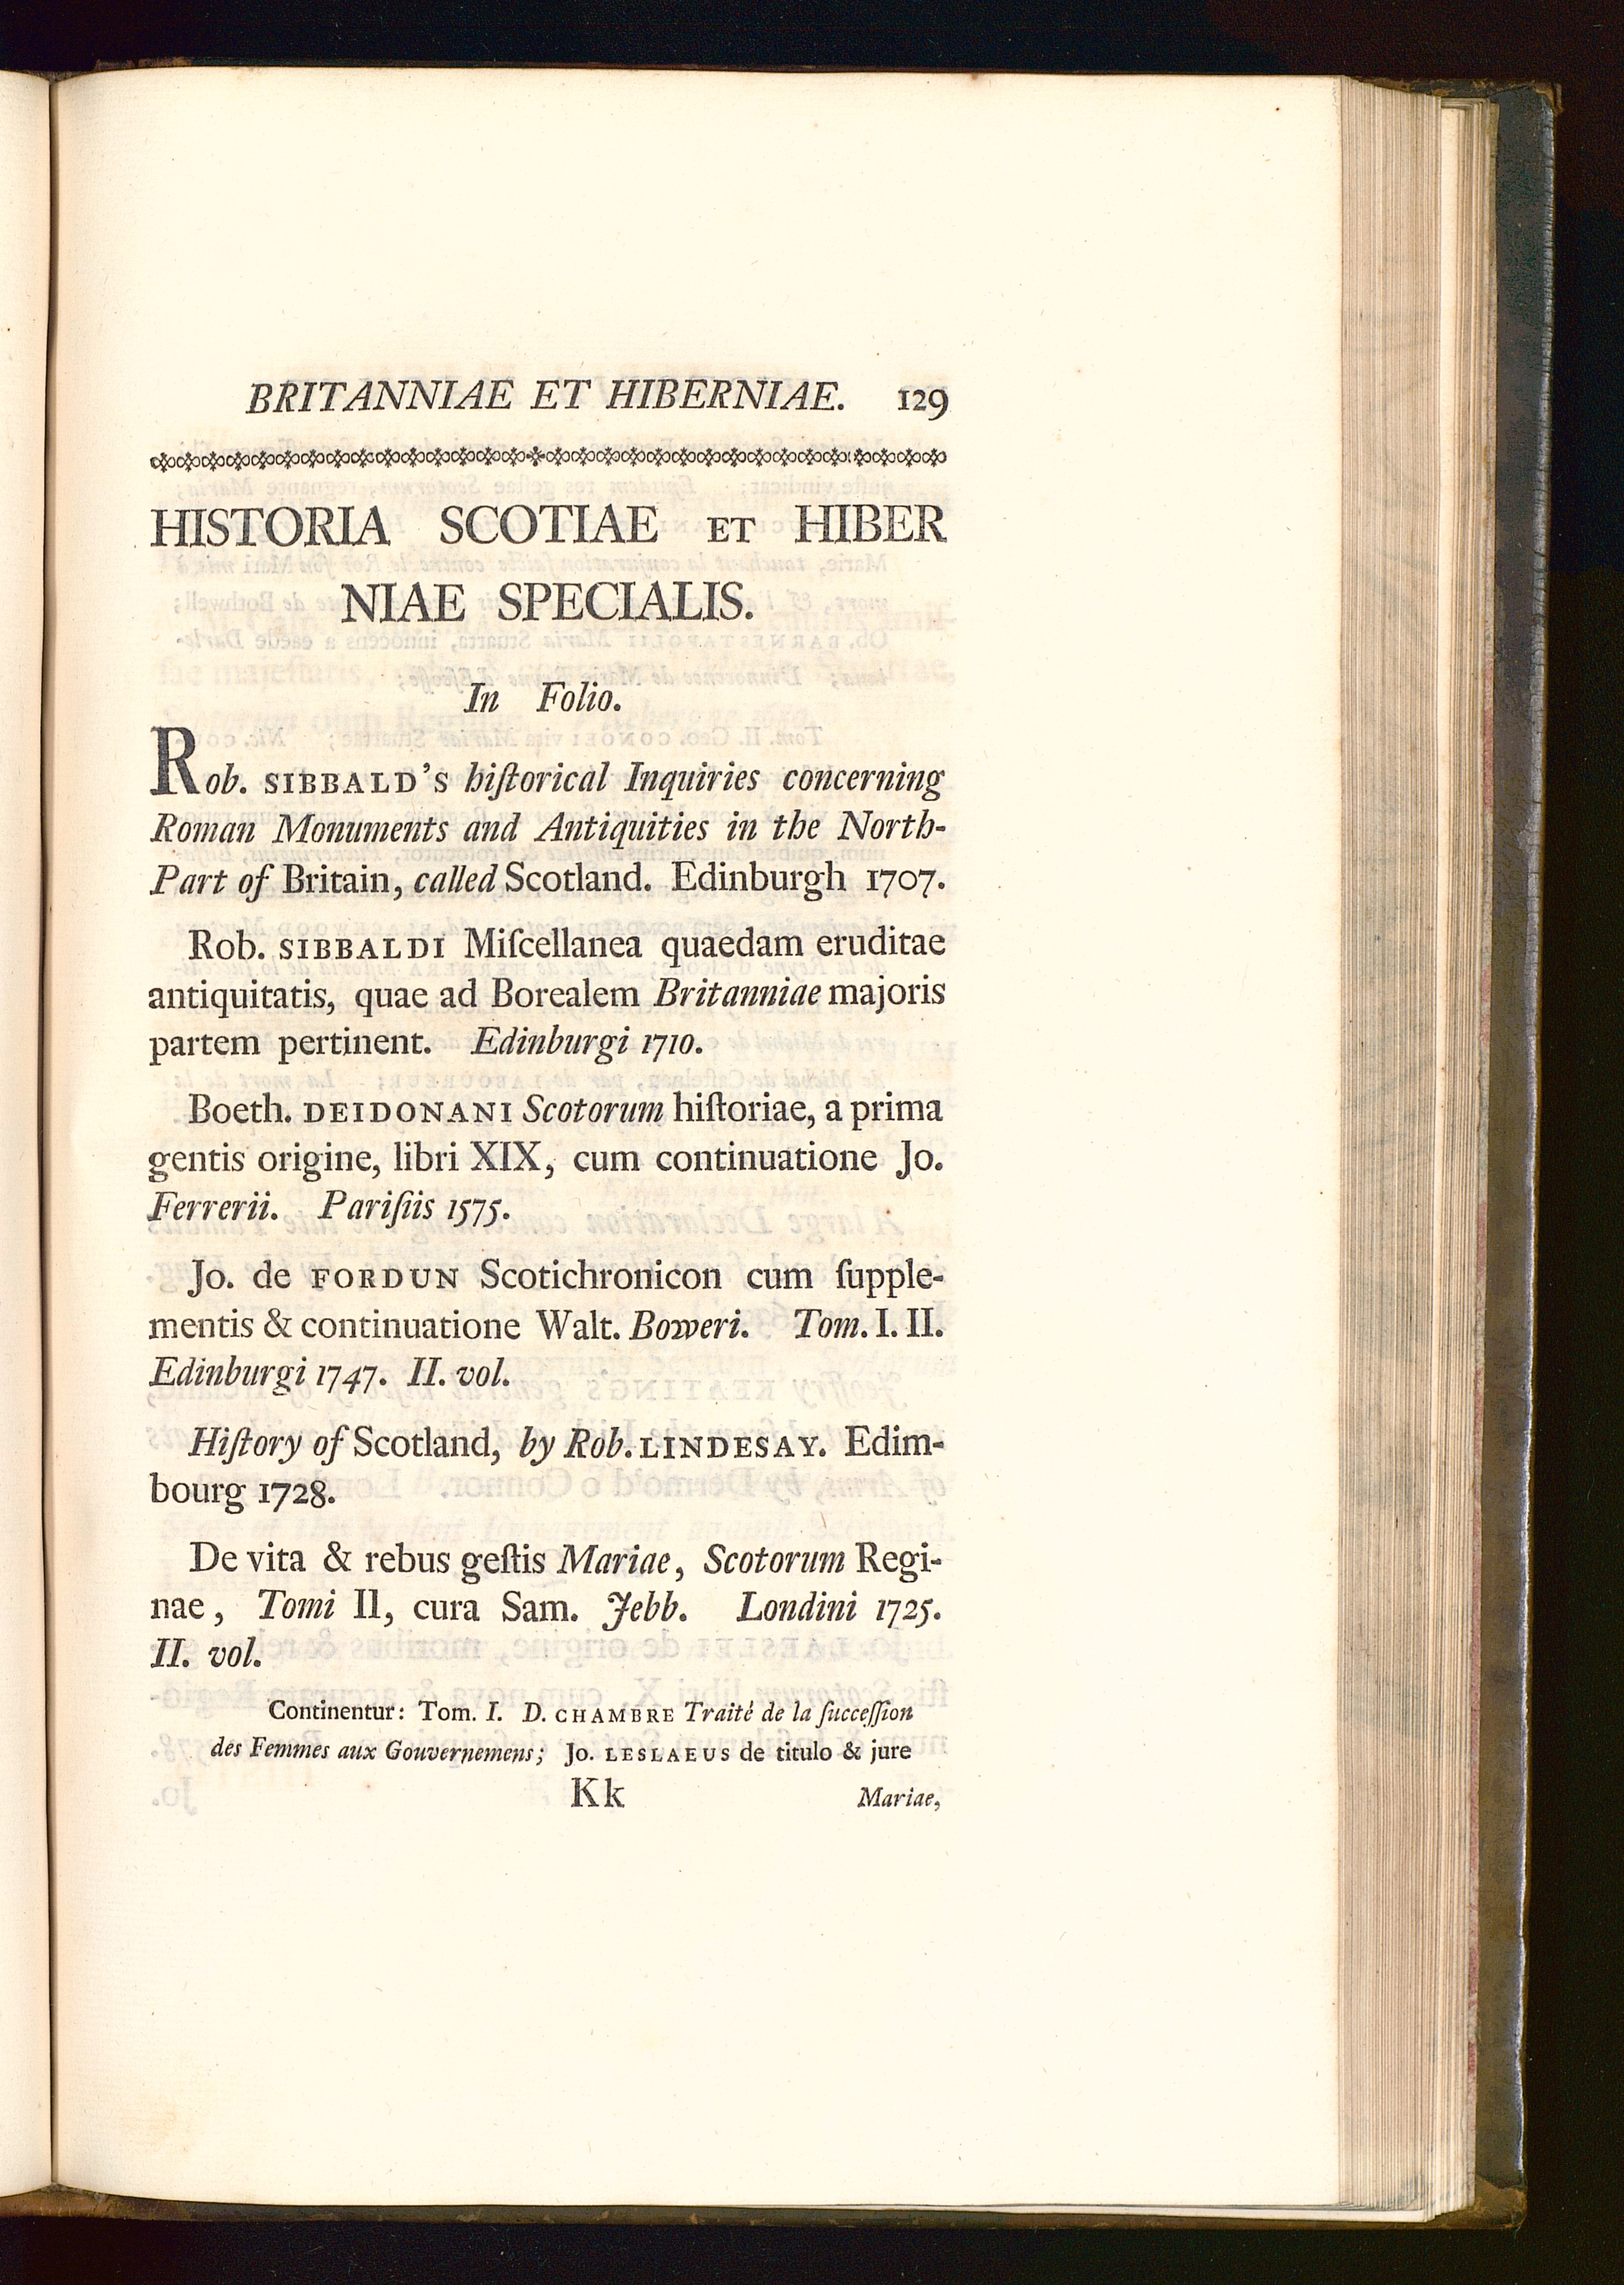 BRITANNIAE ET HIBERNIAE. 129
HISTORIA SCOTIAE ET HIBER
NIAE SPECIALIS.
In Folio.
Rob. SIBBALD'S hiſtorical Inquiries concerning
Roman Monuments and Antiquities in the North-
Part of Britain, called Scotland. Edinburgh 1707.
Rob. SIBBALDI Miſcellanea quaedam eruditae
antiquitatis, quae ad Borealem Britanniae majoris
partem pertinent. Edinburgi 1710.
Boeth. DEIDONANI Scotorum hiſtoriae, a prima
gentis origine, libri XIX, cum continuatione Jo.
Ferrerii. Pariſiis 1575.
Jo. de FORDUN Scotichronicon cum ſupple-
mentis & continuatione Walt. Boweri. Tom. I. II.
Edinburgi 1747. II. vol.
Hiſtory of Scotland, by Rob. LINDESAY. Edim-
bourg 1728.
De vita & rebus geſtis Mariae, Scotorum Regi-
nae, Tomi II, cura Sam. Jebb. Londini 1725.
II. vol.
Continentur: Tom. I. D. CHAMBRE Traité de la ſucceſſion
des Femmes aux Gouvernemens; Jo. LESLAEUS de titulo & jure
Kk Mariae,